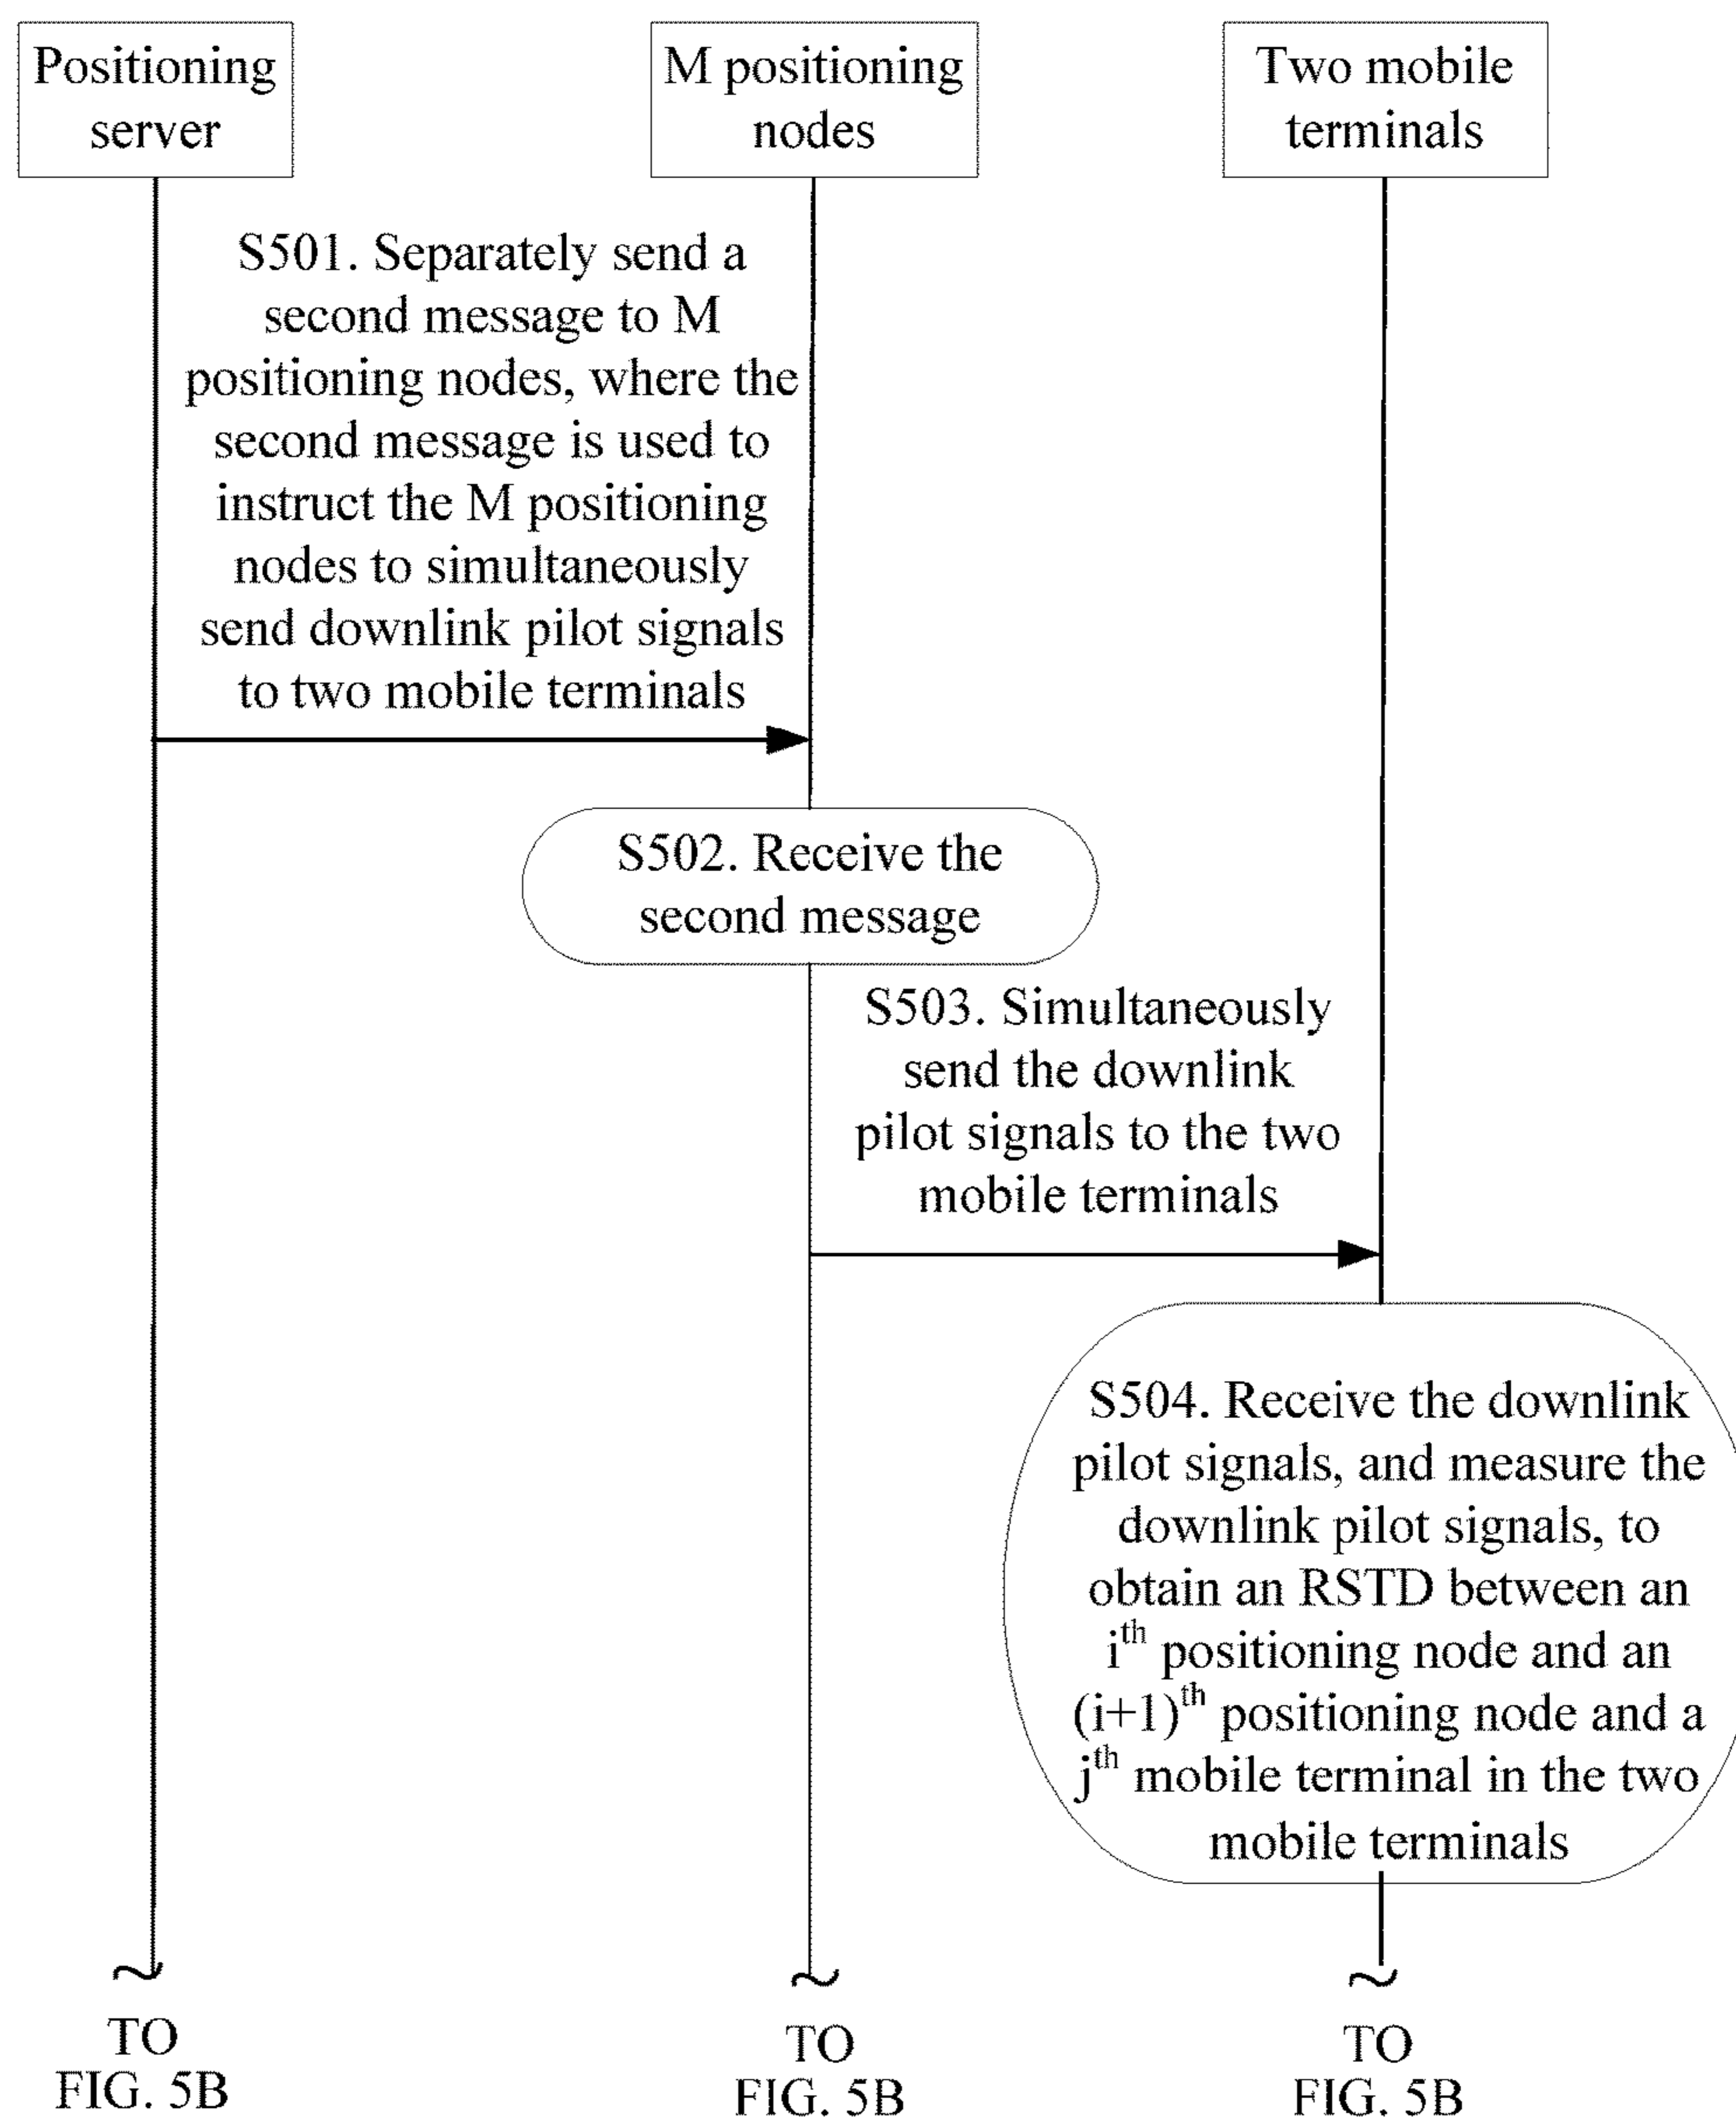 Positioning
server
M positioning
nodes
Two mobile
terminals
S501. Separately send a
second message to M
positioning nodes, where the
second message is used to
instruct the M positioning
nodes to simultaneously
send downlink pilot signals
to two mobile terminals
S502. Receive the
second message
S503. Simultaneously
send the downlink
pilot signals to the two
mobile terminals
S504. Receive the downlink
pilot signals, and measure the
downlink pilot signals, to
obtain an RSTD between an
i^th positioning node and an
(i+1)^th positioning node and a
j^th mobile terminal in the two
mobile terminals
TO
FIG. 5B
TO
FIG. 5B
TO
FIG. 5B